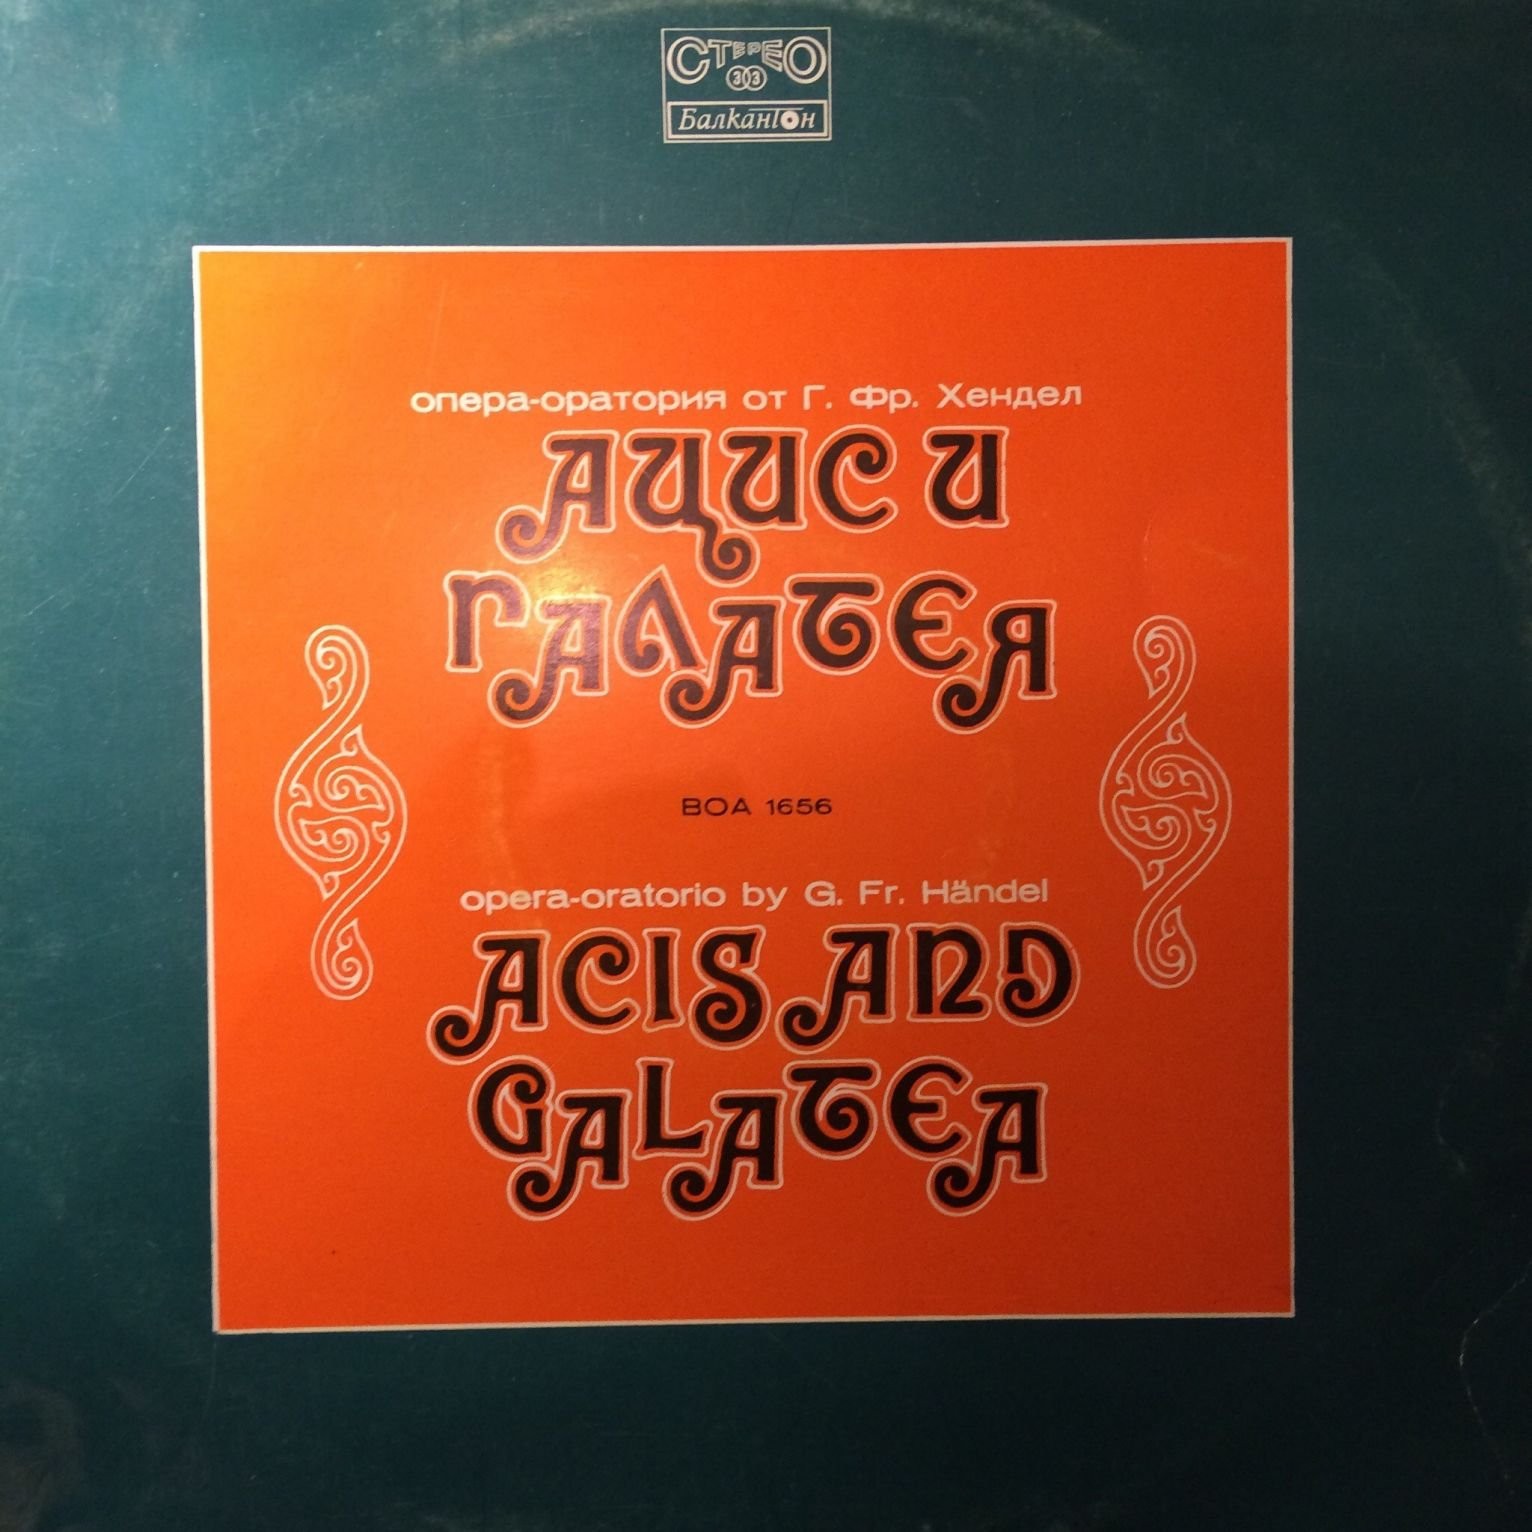 СТЕРЕО
33
Балкантон
опера-оратория от Г. Фр. Хендел
АЦИС И
ГАЛАТЕЯ
ВОА 1656
opera-oratorio by G. Fr. Händel
ACIS AND
GALATEA